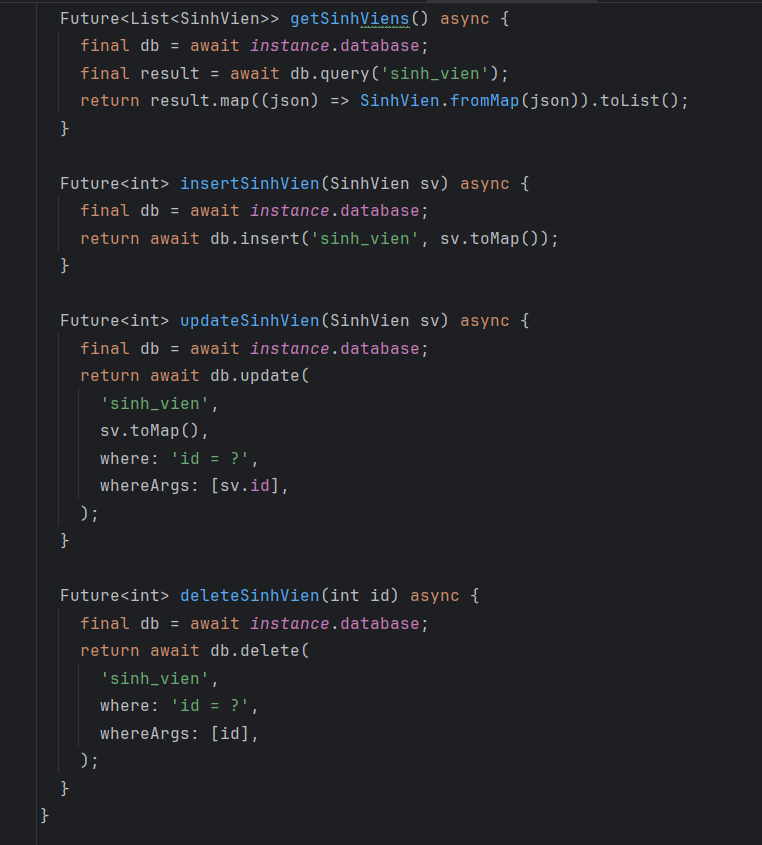 Future<List<SinhVien>> getSinhViens() async {
final db = await instance.database;
final result = await db.query('sinh_vien');
return result.map((json) => SinhVien.fromMap(json)).toList();
}
Future<int> insertSinhVien(SinhVien sv) async {
final db = await instance.database;
return await db.insert('sinh_vien', sv.toMap());
}
Future<int> updateSinhVien(SinhVien sv) async {
final db = await instance.database;
return await db.update(
'sinh_vien',
sv.toMap(),
where: 'id = ?',
whereArgs: [sv.id],
);
}
Future<int> deleteSinhVien(int id) async {
final db = await instance.database;
return await db.delete(
'sinh_vien',
where: 'id = ?',
whereArgs: [id],
);
}
}